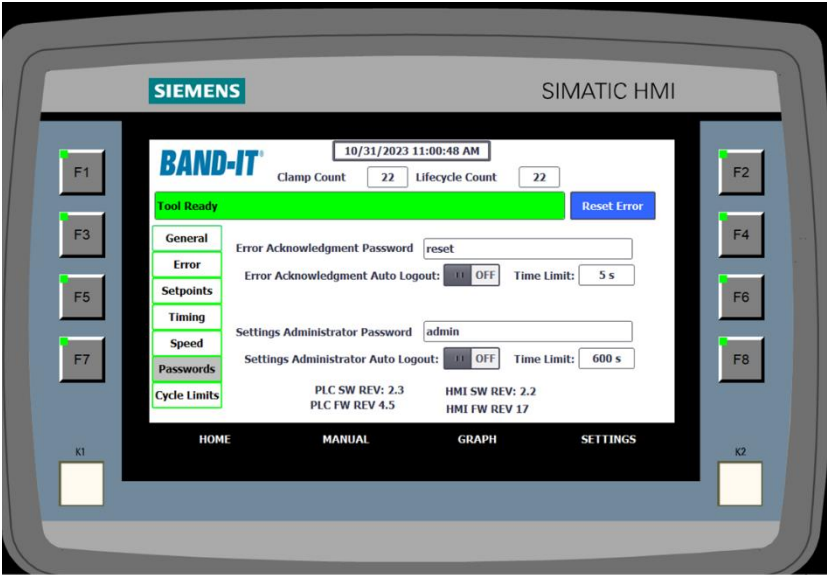 SIEMENS
SIMATIC HMI
F1
F2
F3
F4
F5
F6
F7
F8
K1
K2
BAND-IT®
10/31/2023 11:00:48 AM
Clamp Count 22 Lifecycle Count 22
Tool Ready
Reset Error
General
Error
Setpoints
Timing
Speed
Passwords
Cycle Limits
Error Acknowledgment Password reset
Error Acknowledgment Auto Logout: OFF Time Limit: 5 s
Settings Administrator Password admin
Settings Administrator Auto Logout: OFF Time Limit: 600 s
PLC SW REV: 2.3 HMI SW REV: 2.2
PLC FW REV 4.5 HMI FW REV 17
HOME MANUAL GRAPH SETTINGS